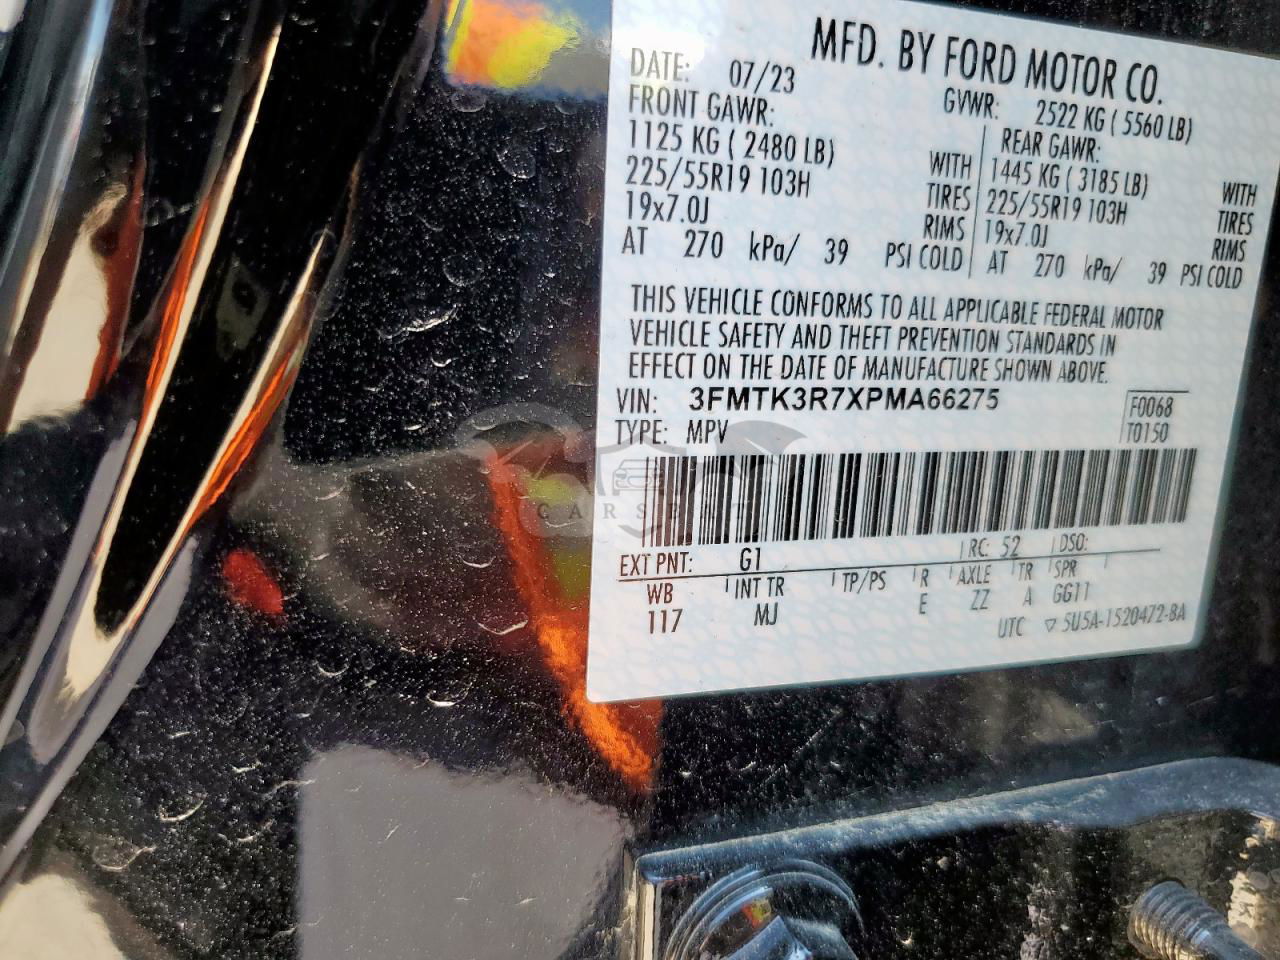 MFD. BY FORD MOTOR CO.
DATE: 07/23 GVWR: 2522 KG ( 5560 LB)
FRONT GAWR: REAR GAWR:
1125 KG ( 2480 LB) WITH 1445 KG ( 3185 LB) WITH
225/55R19 103H TIRES 225/55R19 103H TIRES
19x7.0J RIMS 19x7.0J RIMS
AT 270 kPa/ 39 PSI COLD AT 270 kPa/ 39 PSI COLD
THIS VEHICLE CONFORMS TO ALL APPLICABLE FEDERAL MOTOR
VEHICLE SAFETY AND THEFT PREVENTION STANDARDS IN
EFFECT ON THE DATE OF MANUFACTURE SHOWN ABOVE.
VIN: 3FMTK3R7XPMA66275 F0068
TYPE: MPV T0150
EXT PNT: G1 RC: 52 DSO:
WB INT TR TP/PS R AXLE TR SPR
117 MJ E ZZ A GG11
UTC ▽ 5U5A-1520472-BA